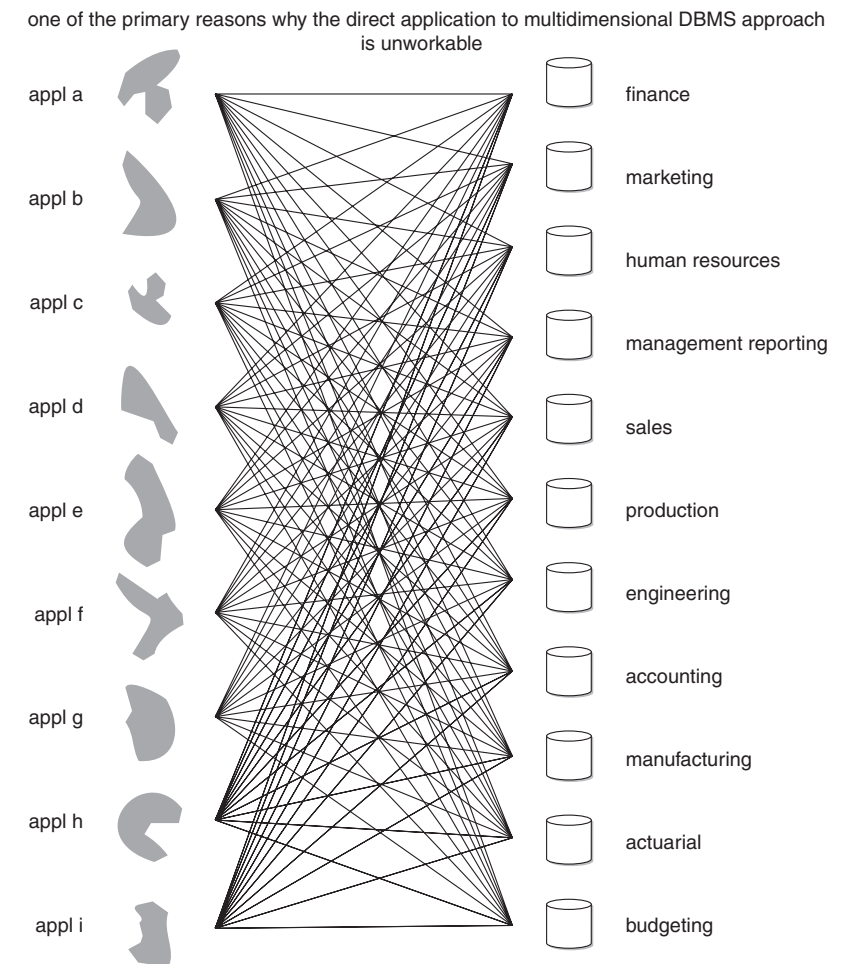 one of the primary reasons why the direct application to multidimensional DBMS approach
is unworkable
appl a
finance
appl b
marketing
appl c
human resources
appl d
management reporting
appl e
sales
appl f
production
appl g
engineering
appl h
accounting
appl i
manufacturing
actuarial
budgeting